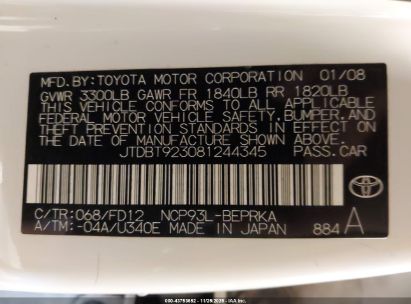 MFD.BY:TOYOTA MOTOR CORPORATION 01/08
GVWR 3300LB GAWR FR 1840LB RR 1820LB
THIS VEHICLE CONFORMS TO ALL APPLICABLE
FEDERAL MOTOR VEHICLE SAFETY, BUMPER, AND
THEFT PREVENTION STANDARDS IN EFFECT ON
THE DATE OF MANUFACTURE SHOWN ABOVE.
JTDBT923081244345 PASS.CAR
C/TR:068/FD12 NCP93L-BEPRKA
A/TM:-04A/U340E MADE IN JAPAN 884 A
TOYOTA